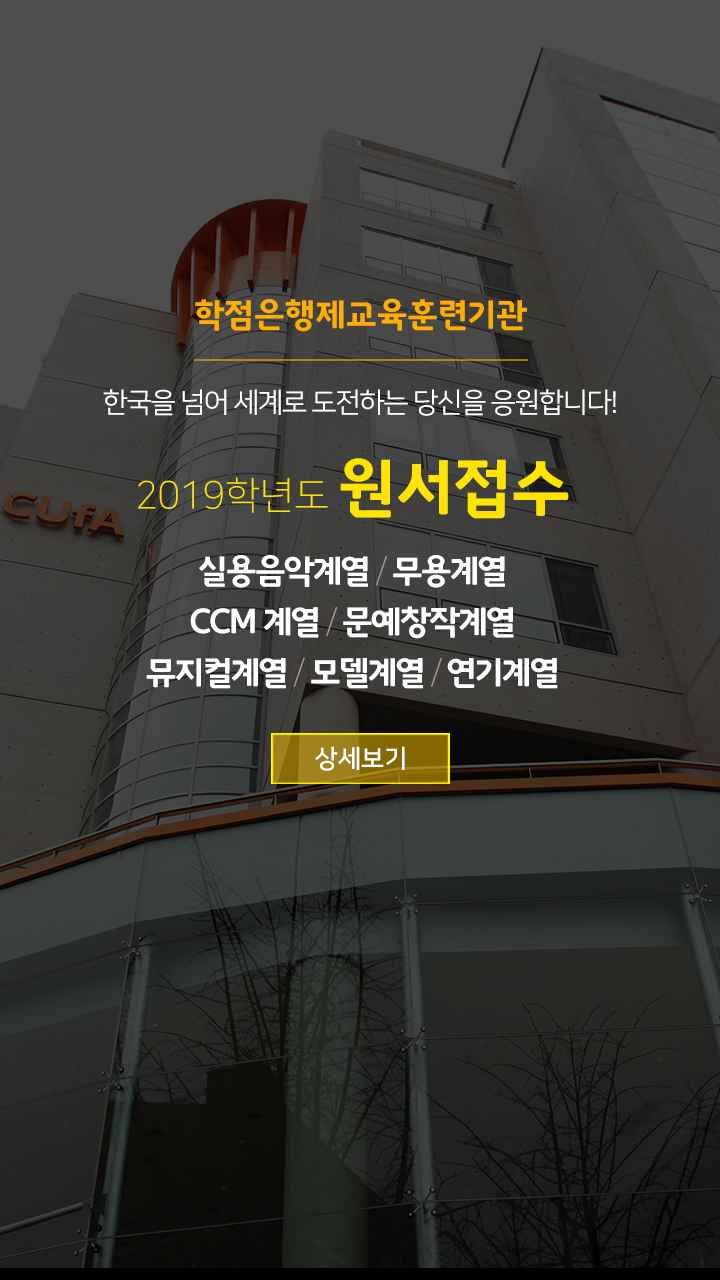 학점은행제교육훈련기관
한국을 넘어 세계로 도전하는 당신을 응원합니다!
2019학년도 원서접수
CUfA
실용음악계열 / 무용계열
CCM 계열 / 문예창작계열
뮤지컬계열 / 모델계열 / 연기계열
상세보기